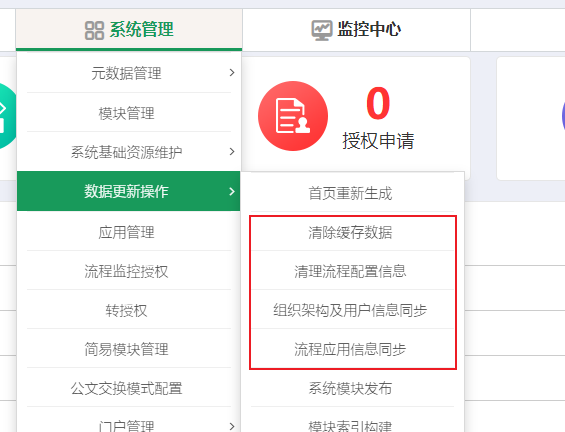 系统管理
监控中心
元数据管理
模块管理
系统基础资源维护
数据更新操作
应用管理
流程监控授权
转授权
简易模块管理
公文交换模式配置
门户管理
0
授权申请
首页重新生成
清除缓存数据
清理流程配置信息
组织架构及用户信息同步
流程应用信息同步
系统模块发布
模块索引构建